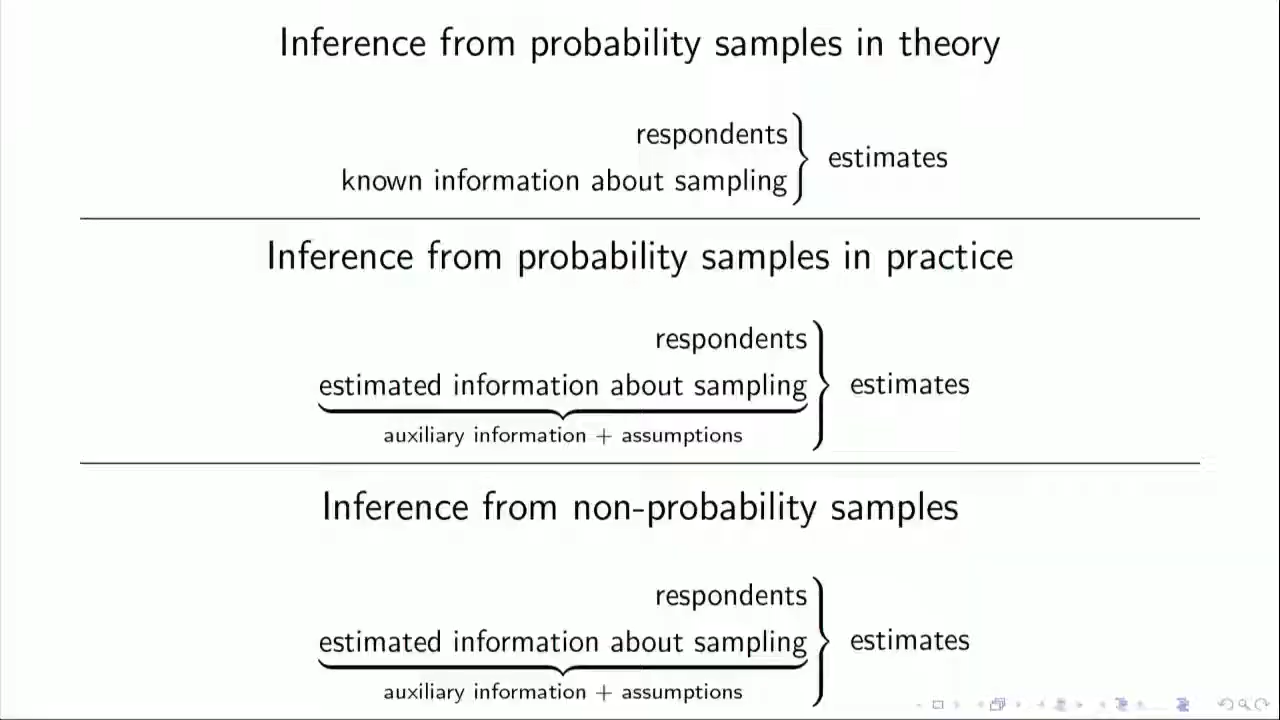 Inference from probability samples in theory
respondents
known information about sampling
estimates
Inference from probability samples in practice
respondents
estimated information about sampling
auxiliary information + assumptions
estimates
Inference from non-probability samples
respondents
estimated information about sampling
auxiliary information + assumptions
estimates